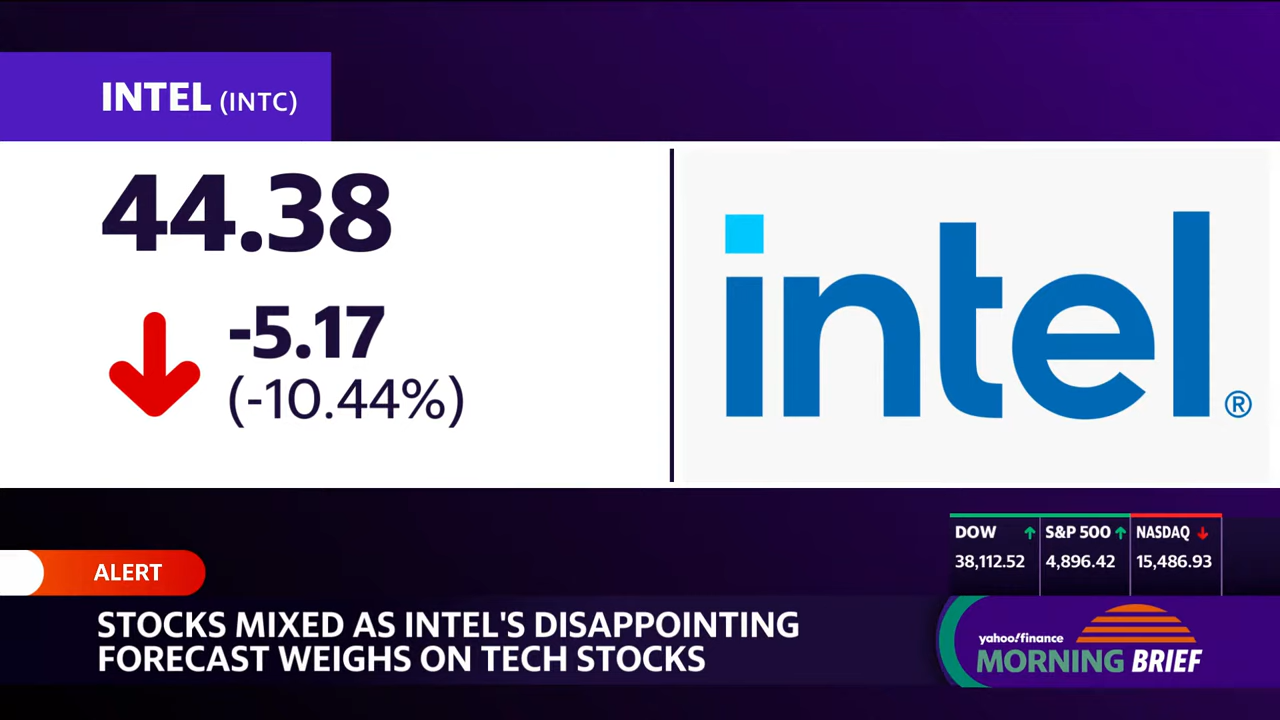 INTEL (INTC)
44.38
-5.17
(-10.44%)
intel®
DOW ↑ S&P 500 ↑ NASDAQ ↓
38,112.52 4,896.42 15,486.93
ALERT
STOCKS MIXED AS INTEL'S DISAPPOINTING
FORECAST WEIGHS ON TECH STOCKS
yahoo!finance
MORNING BRIEF